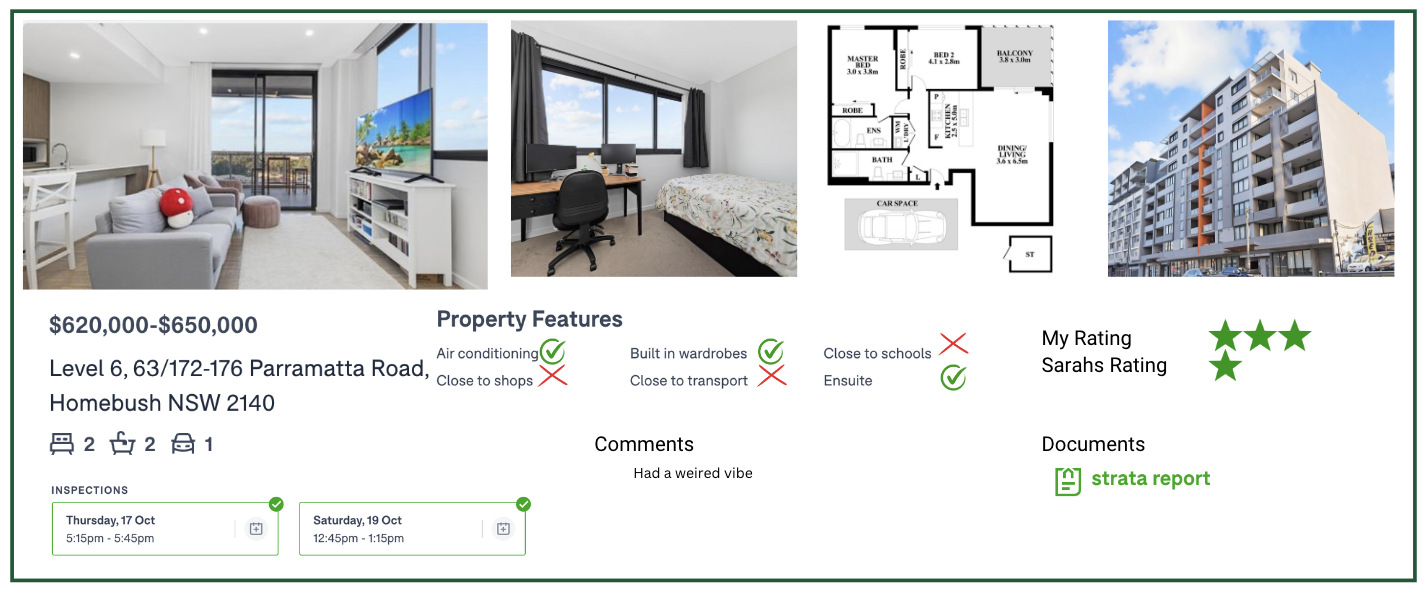 MASTER
BED
3.0 x 3.8m
ROBE
BED 2
4.1 x 2.8m
BALCONY
3.8 x 3.0m
ROBE
ENS
WM
L'DRY
P
F
KITCHEN
2.5 x 5.0m
BATH
L
DINING/
LIVING
3.6 x 6.5m
CAR SPACE
ST
$620,000-$650,000
Level 6, 63/172-176 Parramatta Road,
Homebush NSW 2140
2 2 1
INSPECTIONS
Thursday, 17 Oct
5:15pm - 5:45pm
Saturday, 19 Oct
12:45pm - 1:15pm
Property Features
Air conditioning
Built in wardrobes
Close to schools
Close to shops
Close to transport
Ensuite
Comments
Had a weired vibe
My Rating
Sarahs Rating
Documents
strata report